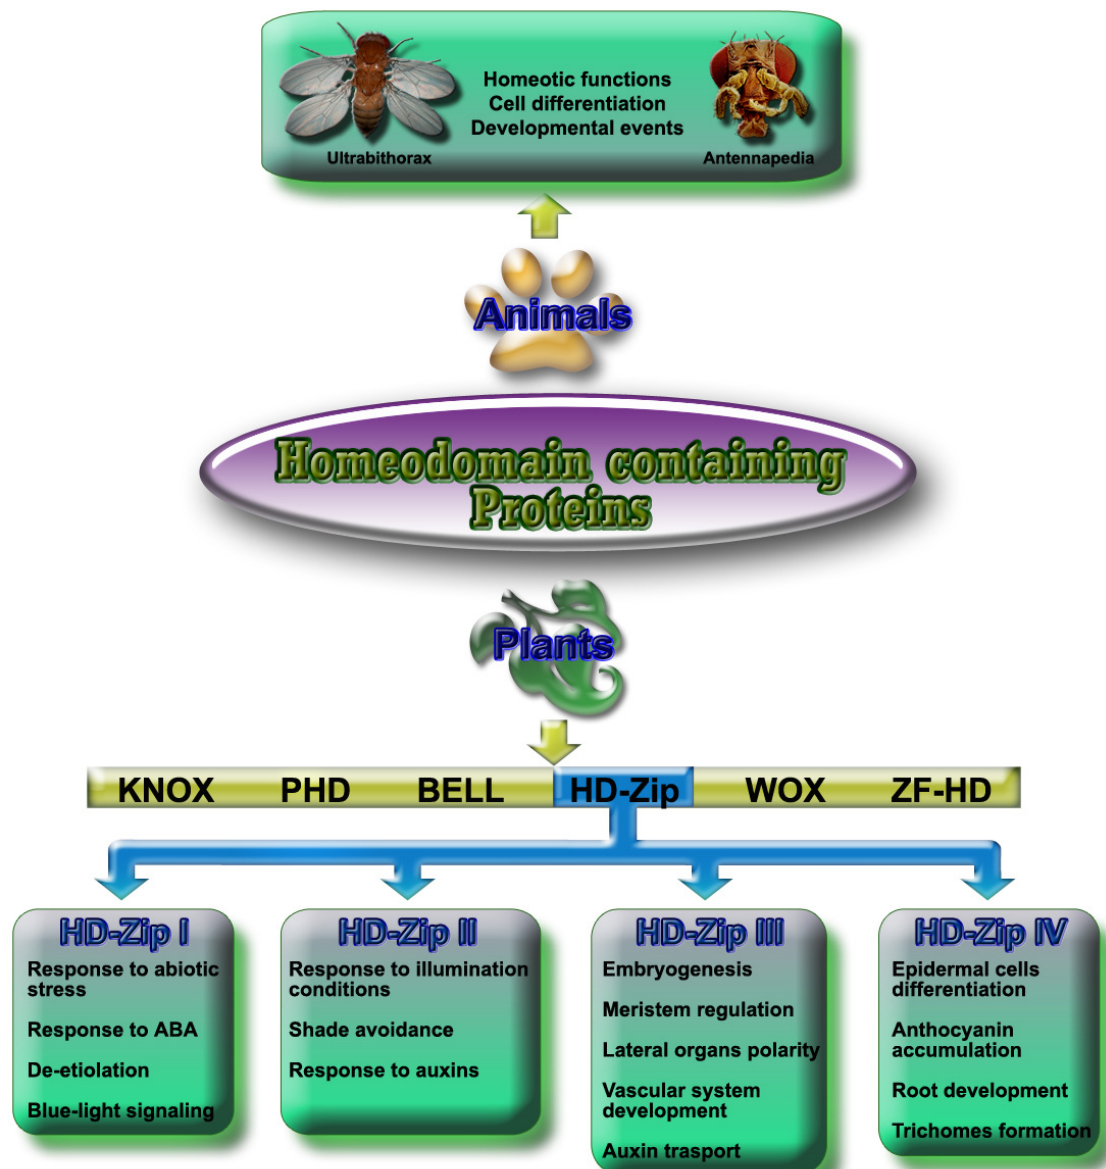 Homeotic functions
Cell differentiation
Developmental events
Ultrabithorax
Antennapedia
Animals
Homeodomain containing
Proteins
Plants
KNOX PHD BELL HD-Zip WOX ZF-HD
HD-Zip I
Response to abiotic
stress
Response to ABA
De-etiolation
Blue-light signaling
HD-Zip II
Response to illumination
conditions
Shade avoidance
Response to auxins
HD-Zip III
Embryogenesis
Meristem regulation
Lateral organs polarity
Vascular system
development
Auxin trasport
HD-Zip IV
Epidermal cells
differentiation
Anthocyanin
accumulation
Root development
Trichomes formation